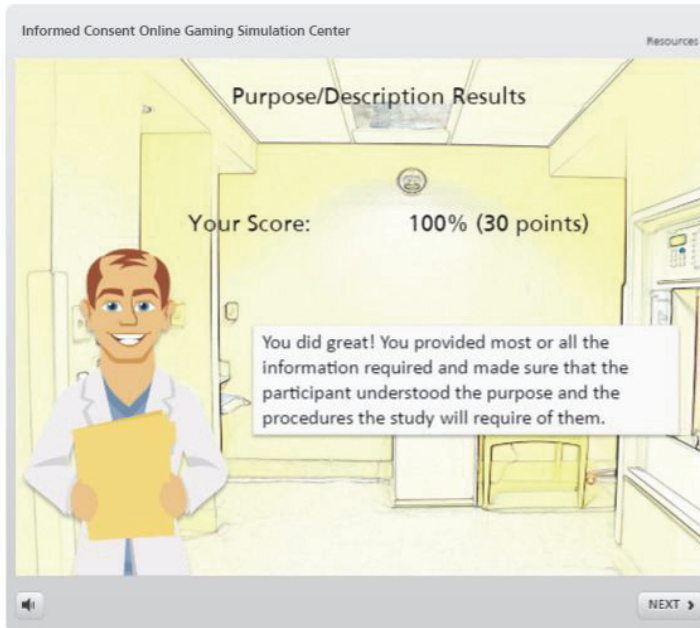 Informed Consent Online Gaming Simulation Center
Resources
Purpose/Description Results
Your Score: 100% (30 points)
You did great! You provided most or all the
information required and made sure that the
participant understood the purpose and the
procedures the study will require of them.
NEXT